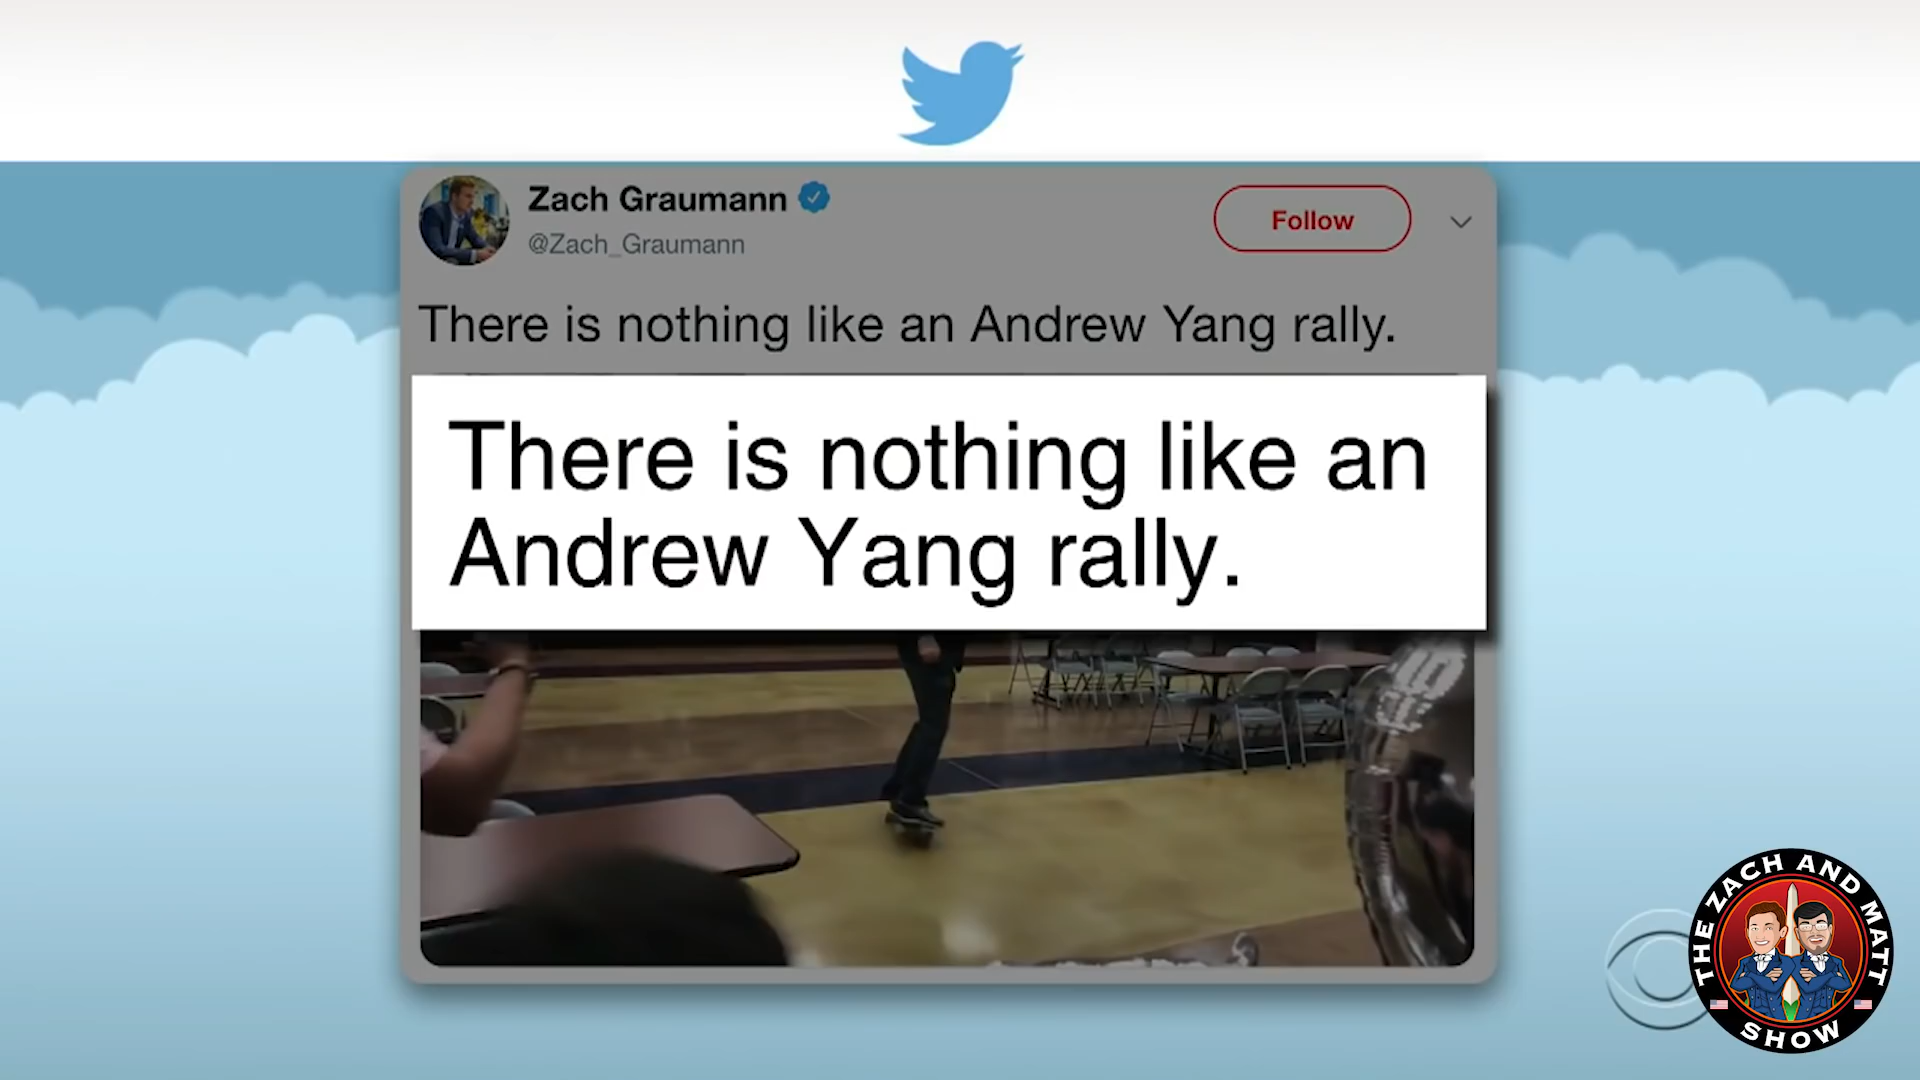 Zach Graumann
@Zach_Graumann
Follow
There is nothing like an Andrew Yang rally.
There is nothing like an
Andrew Yang rally.
THE ZACH AND MATT
SHOW